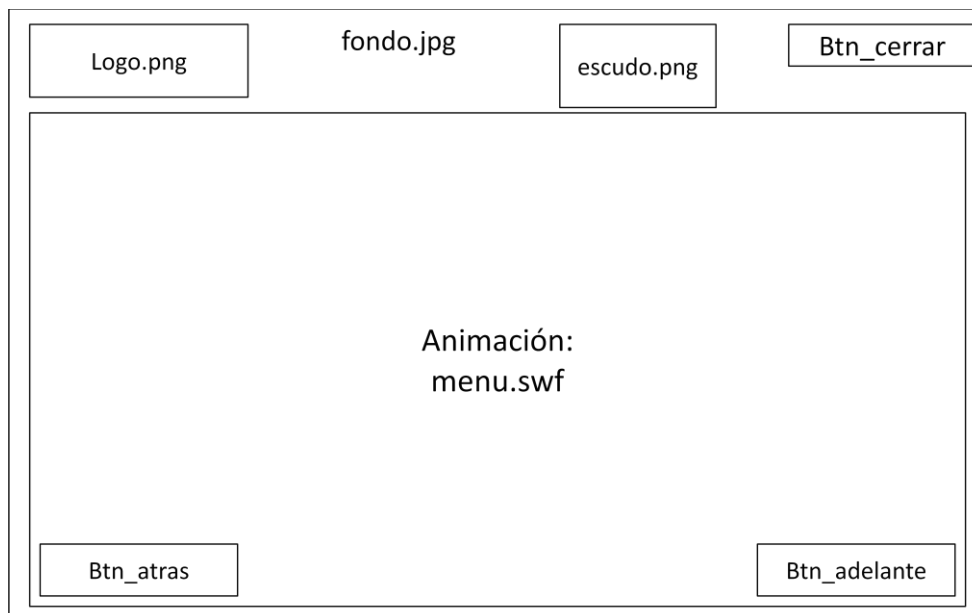 Logo.png
fondo.jpg
escudo.png
Btn_cerrar
Animación:
menu.swf
Btn_atras
Btn_adelante